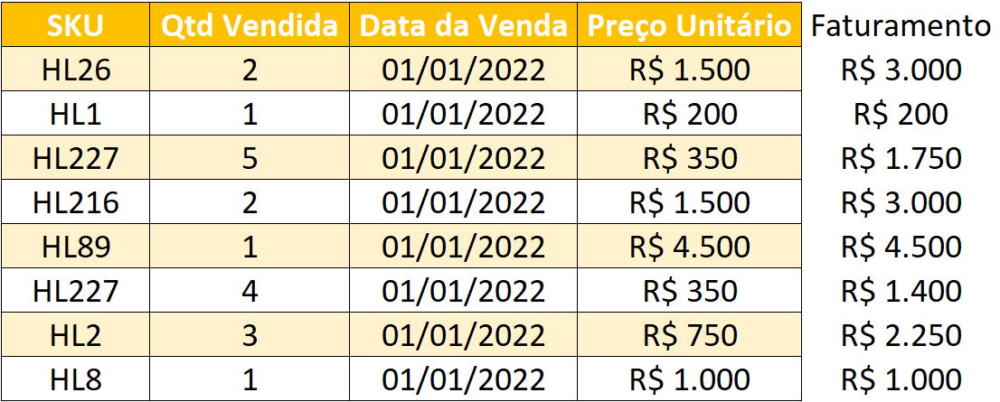 SKU Qtd Vendida Data da Venda Preço Unitário Faturamento
HL26 2 01/01/2022 R$ 1.500 R$ 3.000
HL1 1 01/01/2022 R$ 200 R$ 200
HL227 5 01/01/2022 R$ 350 R$ 1.750
HL216 2 01/01/2022 R$ 1.500 R$ 3.000
HL89 1 01/01/2022 R$ 4.500 R$ 4.500
HL227 4 01/01/2022 R$ 350 R$ 1.400
HL2 3 01/01/2022 R$ 750 R$ 2.250
HL8 1 01/01/2022 R$ 1.000 R$ 1.000